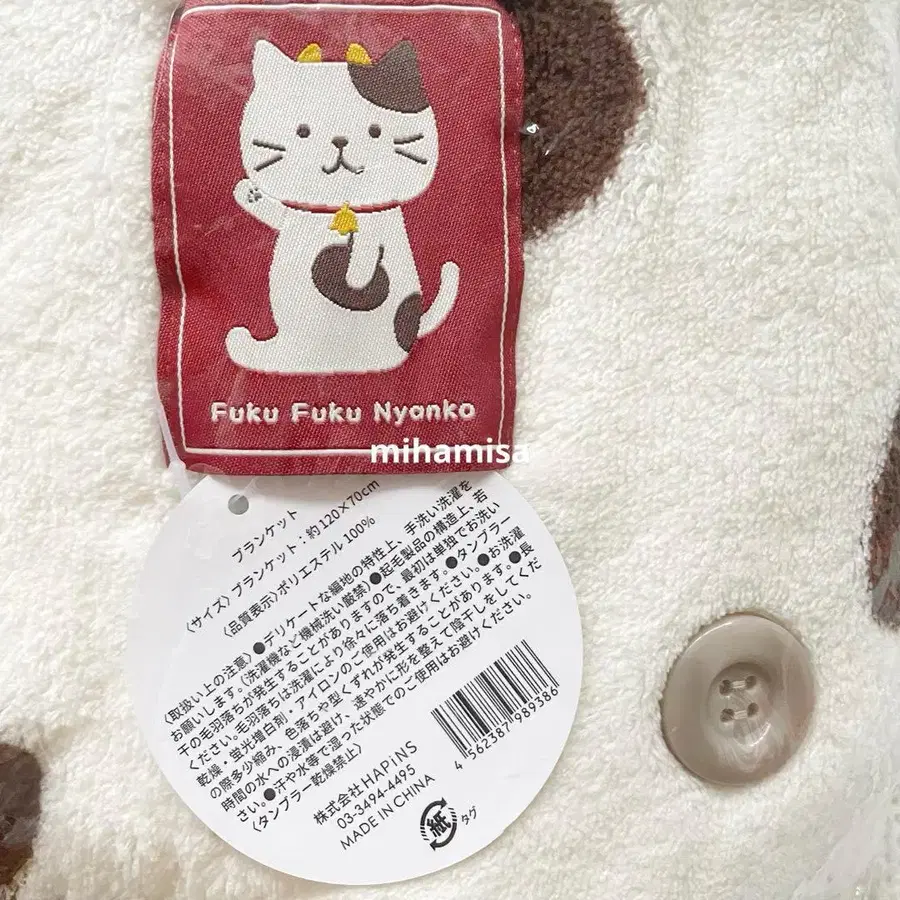 Fuku Fuku Nyanko
mihamisa
ブランケット
〈サイズ〉ブランケット：約120×70cm
〈品質表示〉ポリエステル100%
〈取扱い上の注意〉●デリケートな編地の特性上、手洗い洗濯を
お願いします。(洗濯機など機械洗い厳禁)●起毛製品の構造上、若
干の毛羽落ちが発生することがありますので、最初は単独でお洗い
ください。毛羽落ちは洗濯により徐々に落ち着きます。●タンブラー
乾燥・蛍光増白剤・アイロンのご使用はお避けください。●お洗濯
の際多少縮み、色落ちや型くずれが発生することがあります。●長
時間の水への浸漬は避け、速やかに形を整えて陰干しをしてくだ
さい。●汗や水等で湿った状態でのご使用はお避けください。
〈タンブラー乾燥禁止〉
株式会社HAPiNS
03-3494-4495
MADE IN CHINA
4 562387 989386
紙 タグ